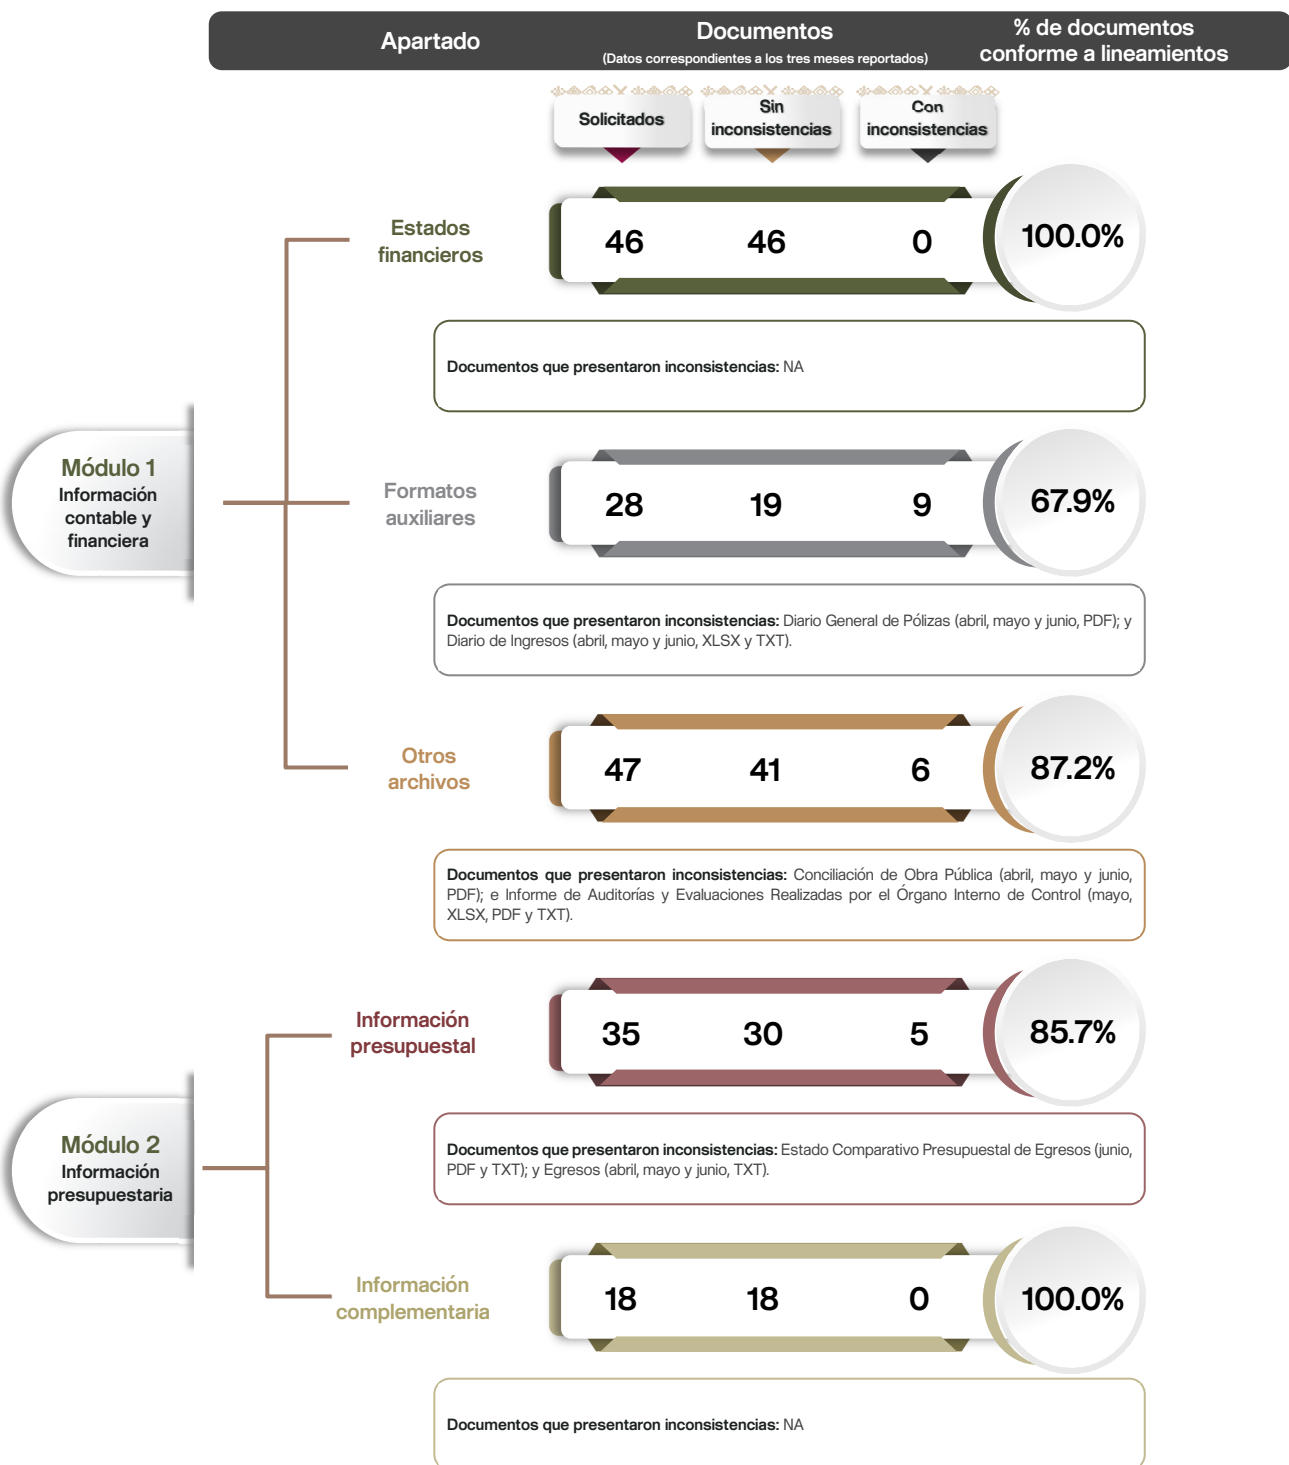 Apartado
Documentos
(Datos correspondientes a los tres meses reportados)
% de documentos
conforme a lineamientos
Solicitados
Sin
inconsistencias
Con
inconsistencias
Módulo 1
Información
contable y
financiera
Estados
financieros
46 46 0 100.0%
Documentos que presentaron inconsistencias: NA
Formatos
auxiliares
28 19 9 67.9%
Documentos que presentaron inconsistencias: Diario General de Pólizas (abril, mayo y junio, PDF); y
Diario de Ingresos (abril, mayo y junio, XLSX y TXT).
Otros
archivos
47 41 6 87.2%
Documentos que presentaron inconsistencias: Conciliación de Obra Pública (abril, mayo y junio,
PDF); e Informe de Auditorías y Evaluaciones Realizadas por el Órgano Interno de Control (mayo,
XLSX, PDF y TXT).
Módulo 2
Información
presupuestaria
Información
presupuestal
35 30 5 85.7%
Documentos que presentaron inconsistencias: Estado Comparativo Presupuestal de Egresos (junio,
PDF y TXT); y Egresos (abril, mayo y junio, TXT).
Información
complementaria
18 18 0 100.0%
Documentos que presentaron inconsistencias: NA